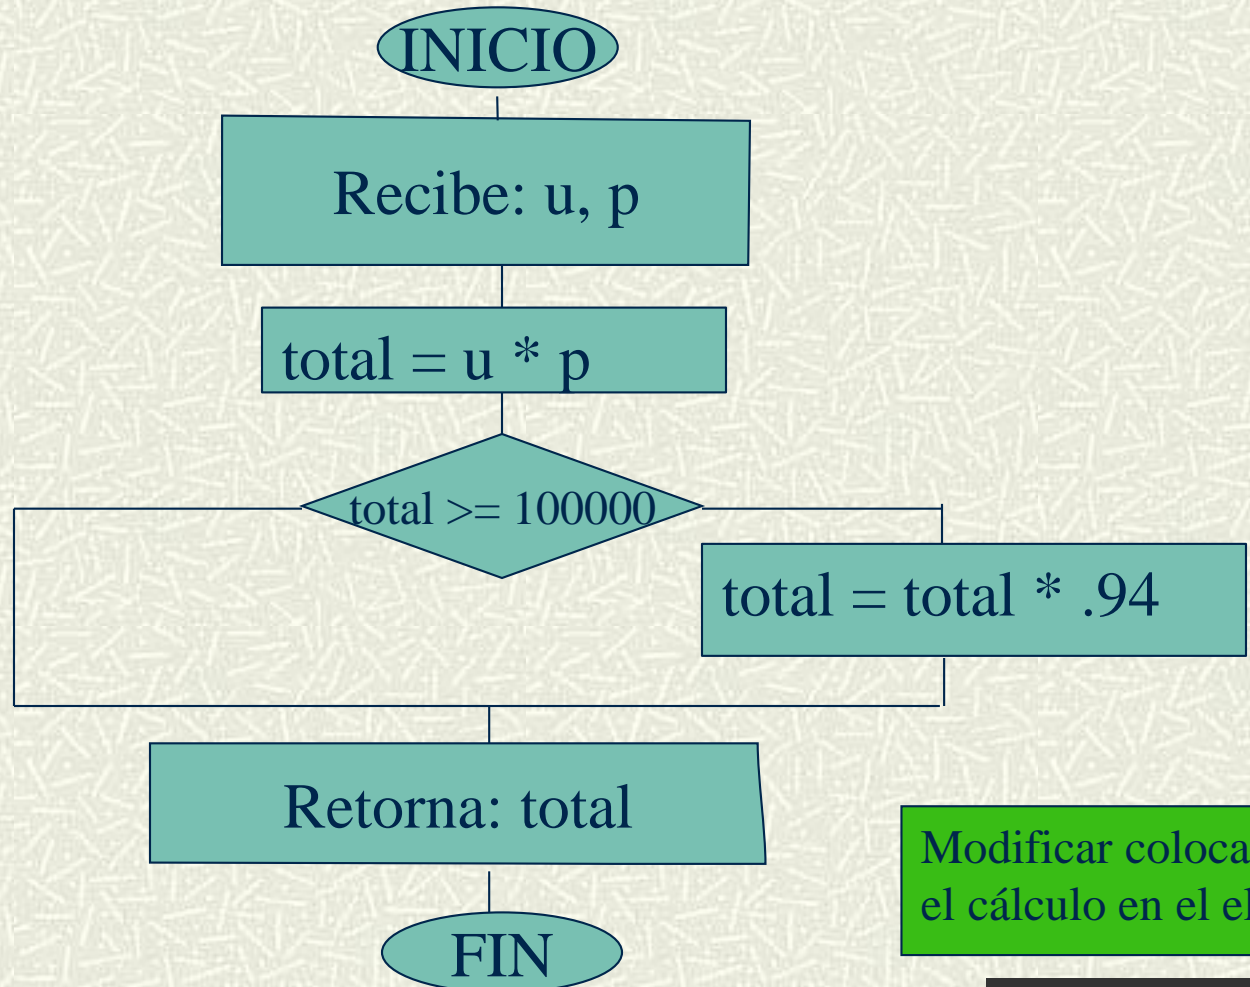 INICIO
Recibe: u, p
total = u * p
total >= 100000
total = total * .94
Retorna: total
Modificar coloca
el cálculo en el el
FIN